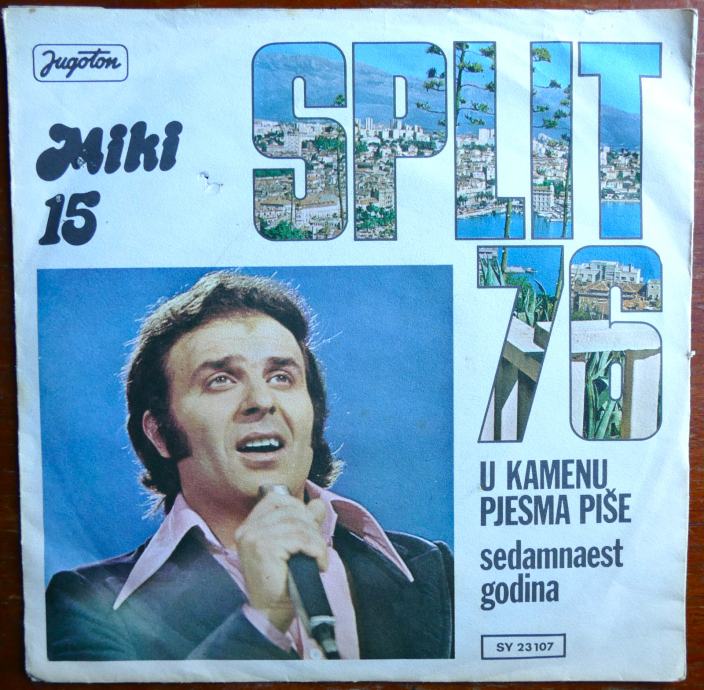 Jugoton
Miki
15
SPLIT
76
U KAMENU
PJESMA PIŠE
sedamnaest
godina
SY 23107